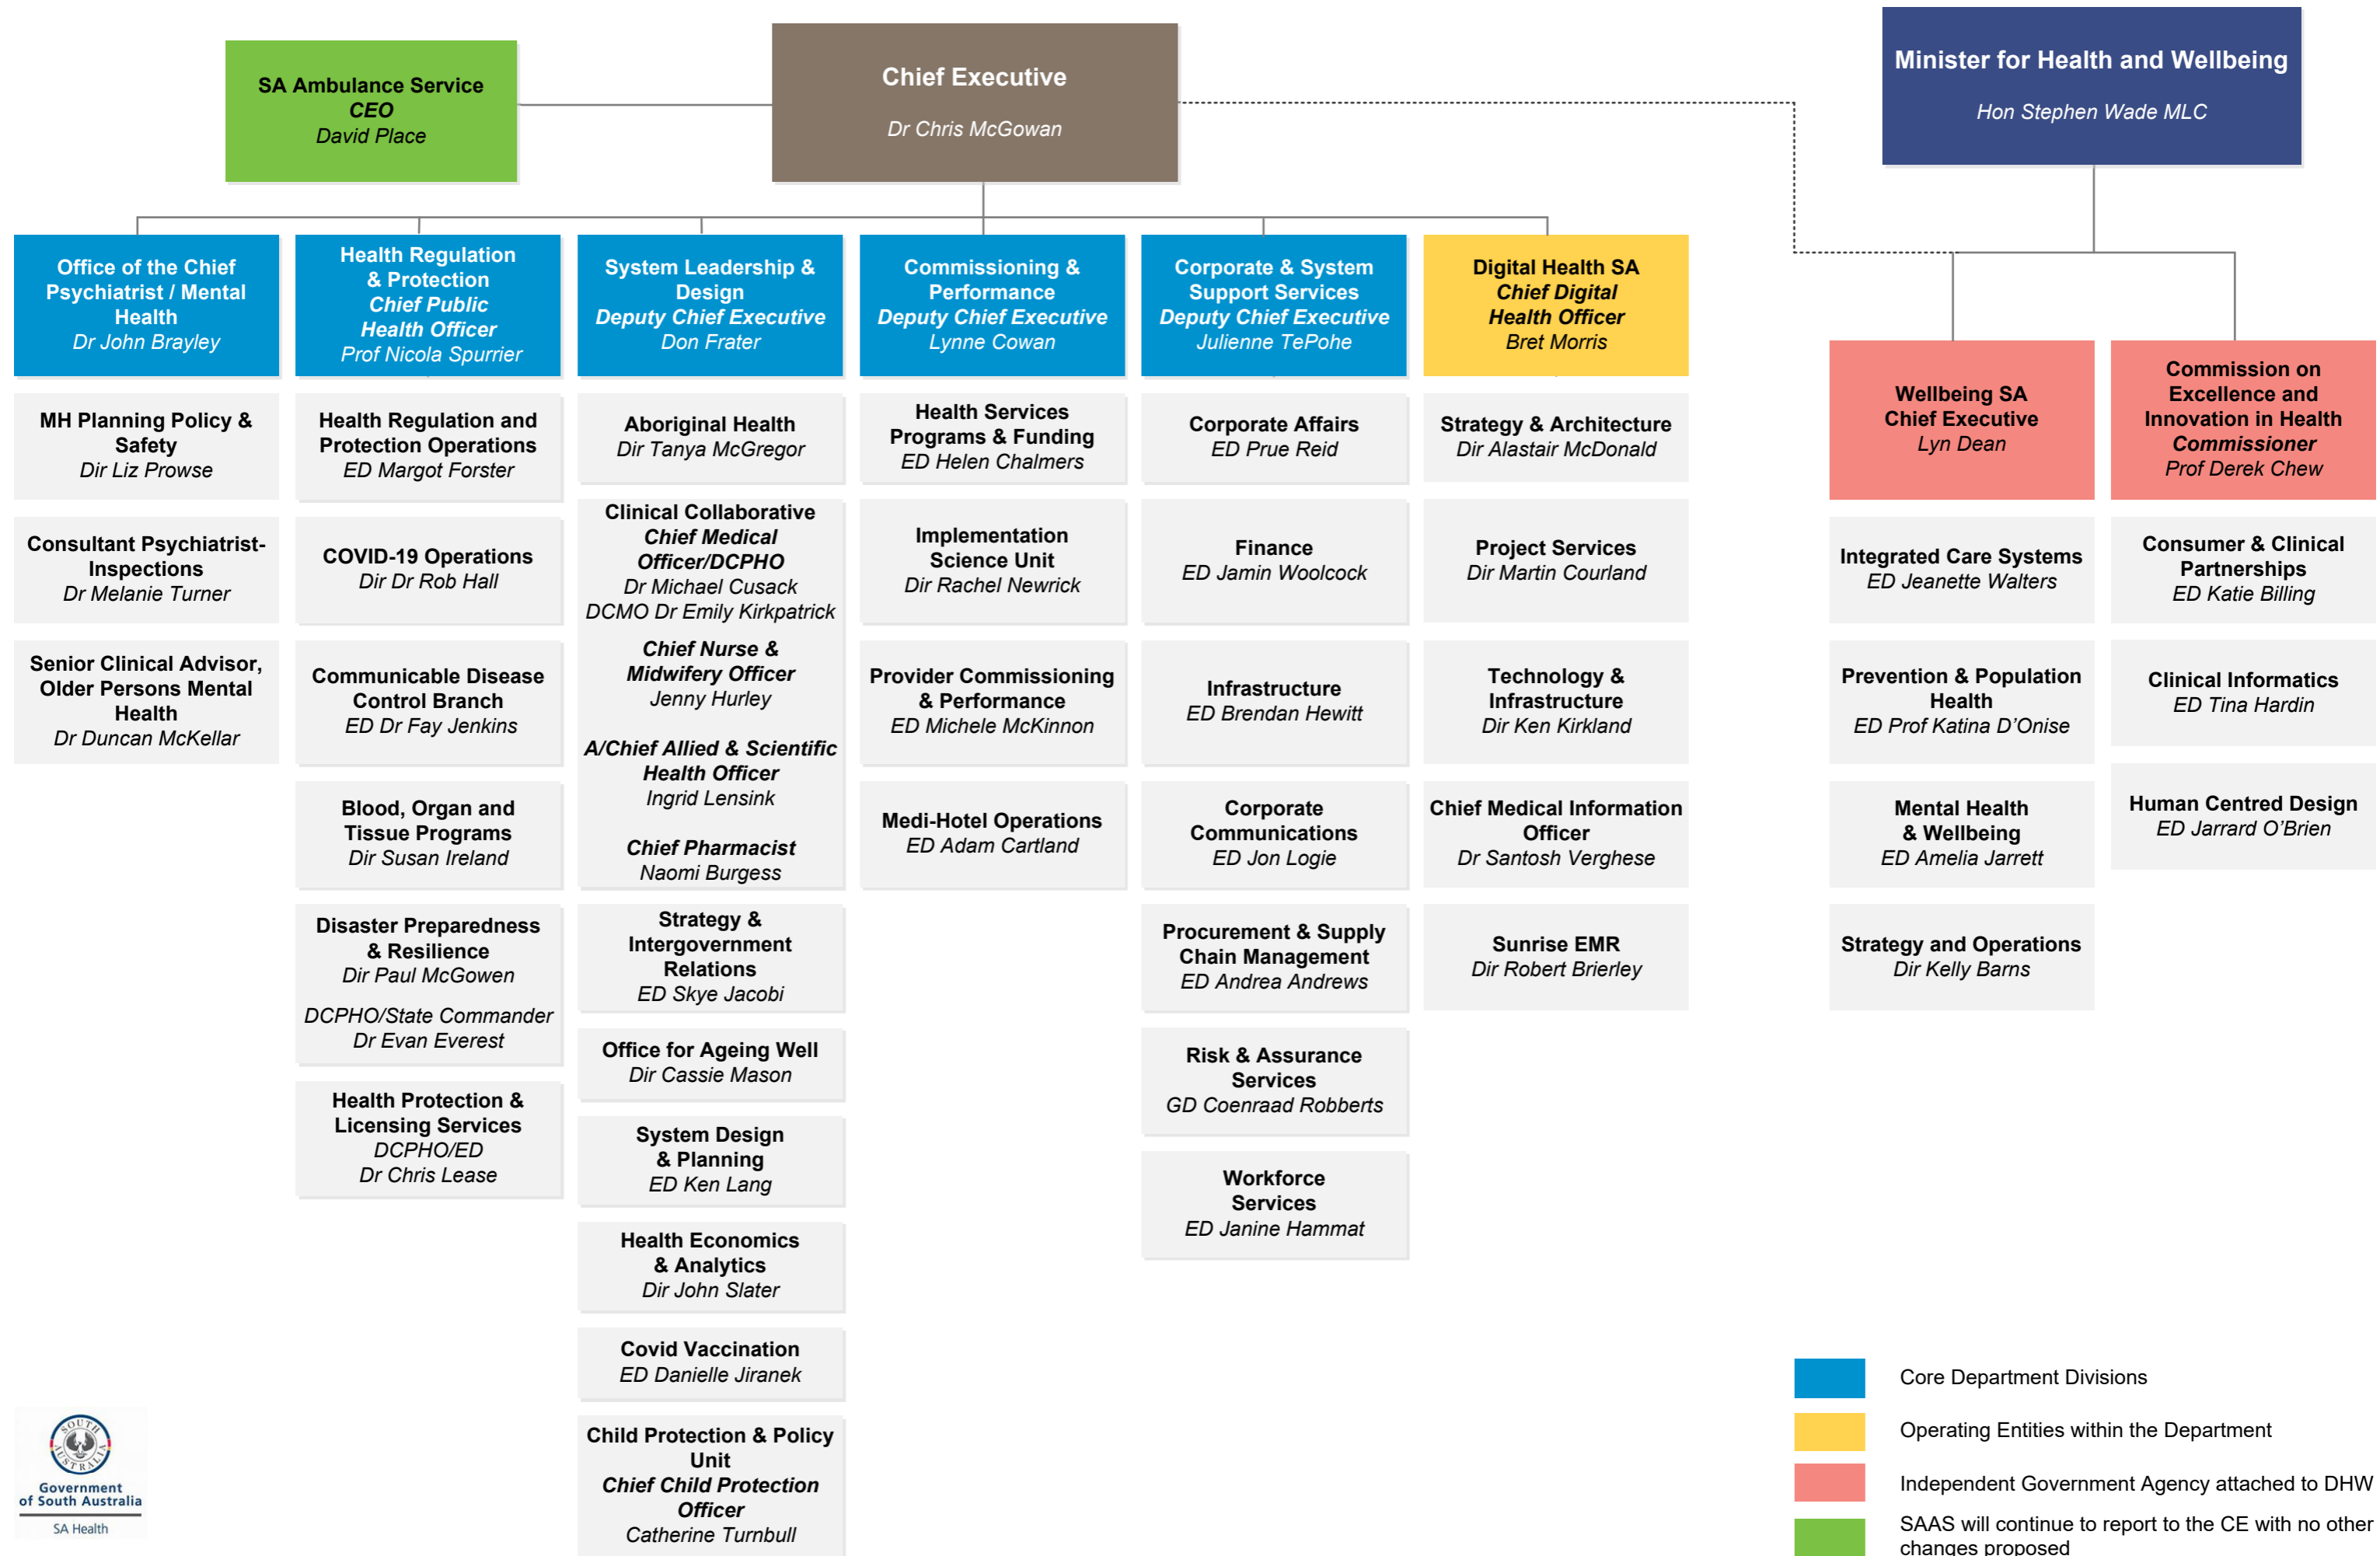 SA Ambulance Service
CEO
David Place
Chief Executive
Dr Chris McGowan
Minister for Health and Wellbeing
Hon Stephen Wade MLC
Office of the Chief
Psychiatrist / Mental
Health
Dr John Brayley
MH Planning Policy &
Safety
Dir Liz Prowse
Consultant Psychiatrist-
Inspections
Dr Melanie Turner
Senior Clinical Advisor,
Older Persons Mental
Health
Dr Duncan McKellar
Health Regulation
& Protection
Chief Public
Health Officer
Prof Nicola Spurrier
Health Regulation and
Protection Operations
ED Margot Forster
COVID-19 Operations
Dir Dr Rob Hall
Communicable Disease
Control Branch
ED Dr Fay Jenkins
Blood, Organ and
Tissue Programs
Dir Susan Ireland
Disaster Preparedness
& Resilience
Dir Paul McGowen
DCPHO/State Commander
Dr Evan Everest
Health Protection &
Licensing Services
DCPHO/ED
Dr Chris Lease
System Leadership &
Design
Deputy Chief Executive
Don Frater
Aboriginal Health
Dir Tanya McGregor
Clinical Collaborative
Chief Medical
Officer/DCPHO
Dr Michael Cusack
DCMO Dr Emily Kirkpatrick
Chief Nurse &
Midwifery Officer
Jenny Hurley
A/Chief Allied & Scientific
Health Officer
Ingrid Lensink
Chief Pharmacist
Naomi Burgess
Strategy &
Intergovernment
Relations
ED Skye Jacobi
Office for Ageing Well
Dir Cassie Mason
System Design
& Planning
ED Ken Lang
Health Economics
& Analytics
Dir John Slater
Covid Vaccination
ED Danielle Jiranek
Child Protection & Policy
Unit
Chief Child Protection
Officer
Catherine Turnbull
Commissioning &
Performance
Deputy Chief Executive
Lynne Cowan
Health Services
Programs & Funding
ED Helen Chalmers
Implementation
Science Unit
Dir Rachel Newrick
Provider Commissioning
& Performance
ED Michele McKinnon
Medi-Hotel Operations
ED Adam Cartland
Corporate & System
Support Services
Deputy Chief Executive
Julienne TePohe
Corporate Affairs
ED Prue Reid
Finance
ED Jamin Woolcock
Infrastructure
ED Brendan Hewitt
Corporate
Communications
ED Jon Logie
Procurement & Supply
Chain Management
ED Andrea Andrews
Risk & Assurance
Services
GD Coenraad Robberts
Workforce
Services
ED Janine Hammat
Digital Health SA
Chief Digital
Health Officer
Bret Morris
Strategy & Architecture
Dir Alastair McDonald
Project Services
Dir Martin Courland
Technology &
Infrastructure
Dir Ken Kirkland
Chief Medical Information
Officer
Dr Santosh Verghese
Sunrise EMR
Dir Robert Brierley
Wellbeing SA
Chief Executive
Lyn Dean
Integrated Care Systems
ED Jeanette Walters
Prevention & Population
Health
ED Prof Katina D’Onise
Mental Health
& Wellbeing
ED Amelia Jarrett
Strategy and Operations
Dir Kelly Barns
Commission on
Excellence and
Innovation in Health
Commissioner
Prof Derek Chew
Consumer & Clinical
Partnerships
ED Katie Billing
Clinical Informatics
ED Tina Hardin
Human Centred Design
ED Jarrard O’Brien
Core Department Divisions
Operating Entities within the Department
Independent Government Agency attached to DHW
SAAS will continue to report to the CE with no other
changes proposed
SOUTH AUSTRALIA
Government
of South Australia
SA Health